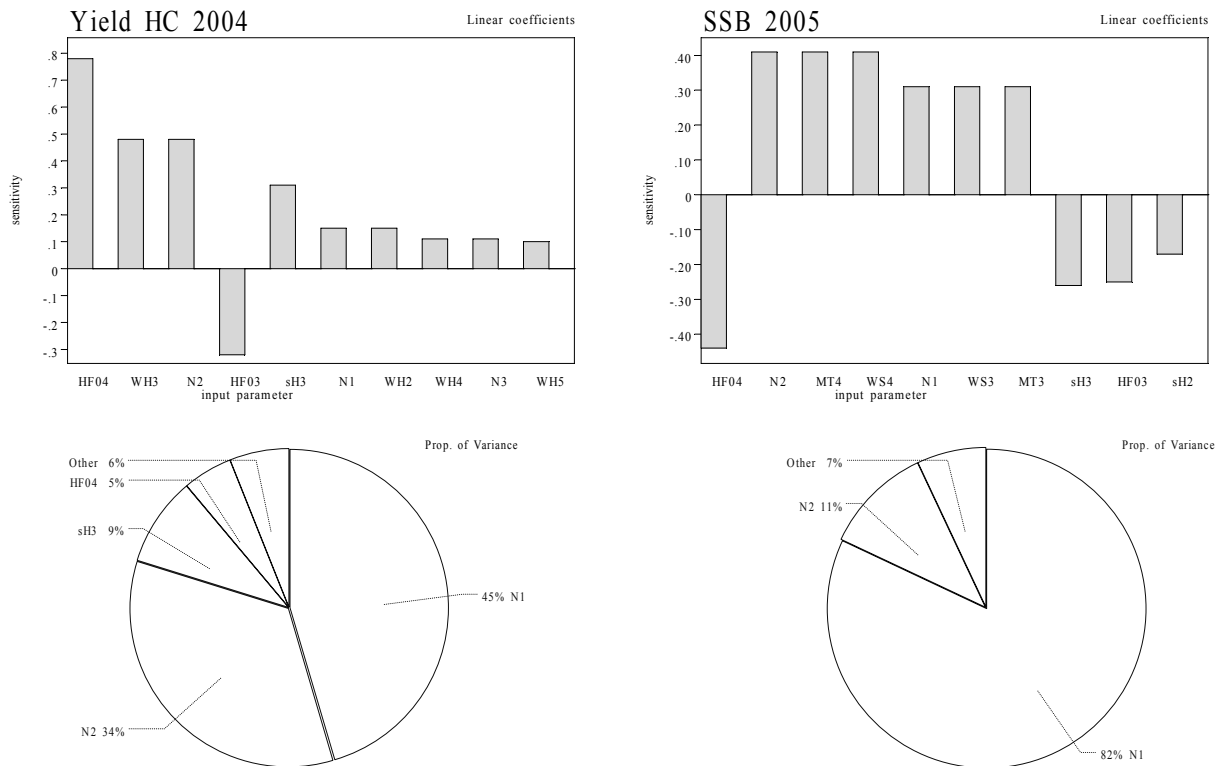 Yield HC 2004
Linear coefficients
.8
.7
.6
.5
.4
.3
.2
.1
0
-.1
-.2
-.3
sensitivity
HF04 WH3 N2 HF03 sH3 N1 WH2 WH4 N3 WH5
input parameter
SSB 2005
Linear coefficients
.40
.30
.20
.10
0
-.10
-.20
-.30
-.40
sensitivity
HF04 N2 MT4 WS4 N1 WS3 MT3 sH3 HF03 sH2
input parameter
Prop. of Variance
Other 6%
HF04 5%
sH3 9%
45% N1
N2 34%
Prop. of Variance
Other 7%
N2 11%
82% N1